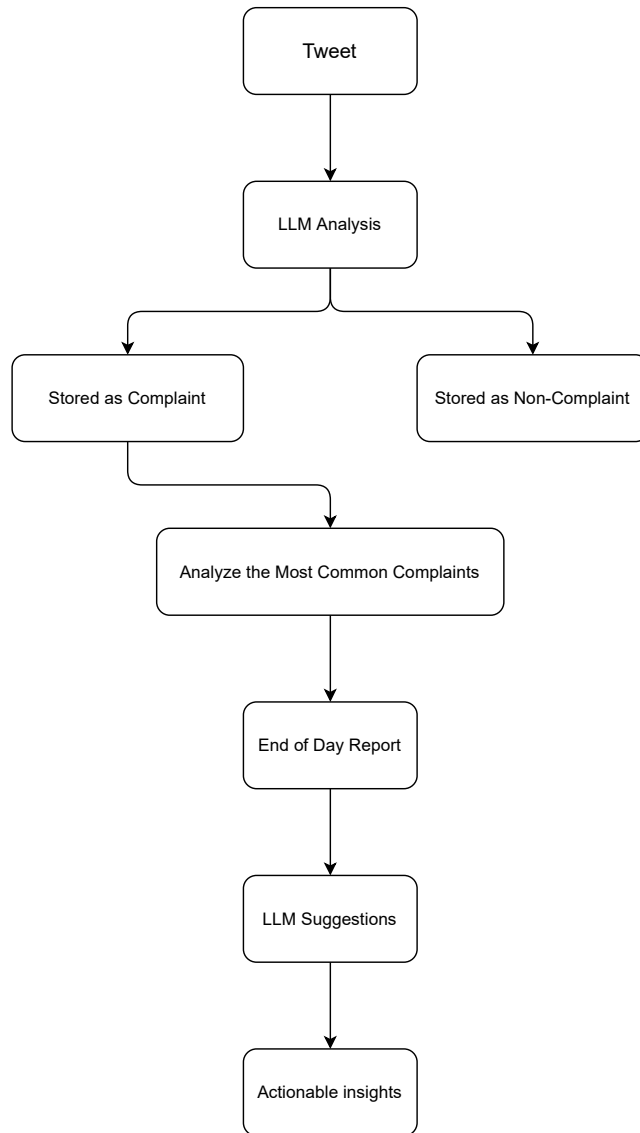 Tweet
LLM Analysis
Stored as Complaint
Stored as Non-Complaint
Analyze the Most Common Complaints
End of Day Report
LLM Suggestions
Actionable insights